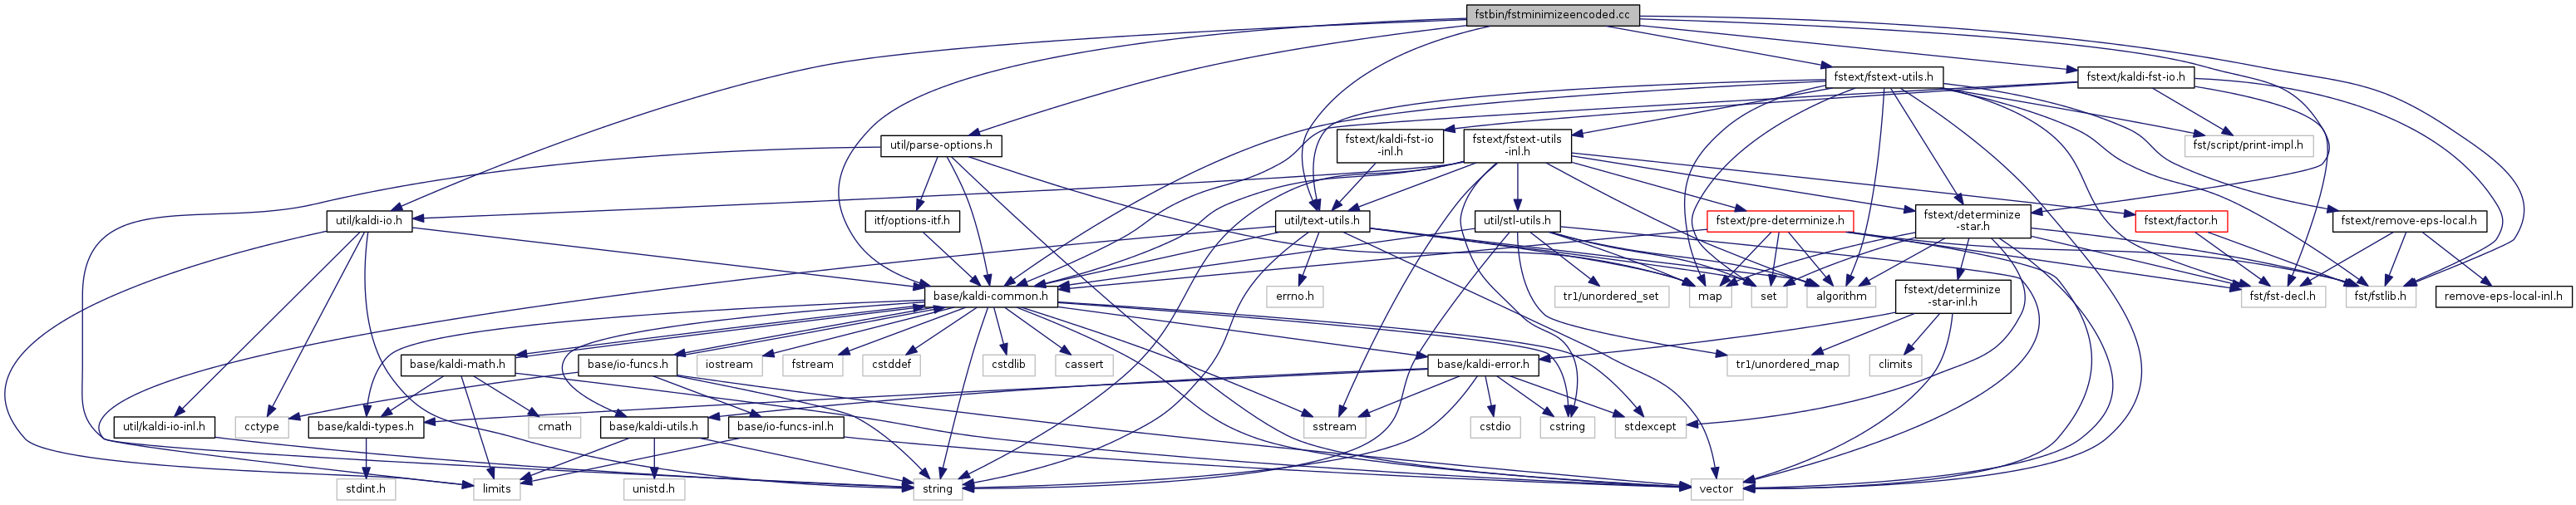 fstbin/fstminimizeencoded.cc
fstext/fstext-utils.h
fstext/kaldi-fst-io.h
util/parse-options.h
fstext/kaldi-fst-io
-inl.h
fstext/fstext-utils
-inl.h
fst/script/print-impl.h
util/kaldi-io.h
itf/options-itf.h
util/text-utils.h
util/stl-utils.h
fstext/pre-determinize.h
fstext/determinize
-star.h
fstext/factor.h
fstext/remove-eps-local.h
base/kaldi-common.h
errno.h
tr1/unordered_set
map
set
algorithm
fstext/determinize
-star-inl.h
fst/fst-decl.h
fst/fstlib.h
remove-eps-local-inl.h
base/kaldi-math.h
base/io-funcs.h
iostream
fstream
cstddef
cstdlib
cassert
base/kaldi-error.h
tr1/unordered_map
climits
util/kaldi-io-inl.h
cctype
base/kaldi-types.h
cmath
base/kaldi-utils.h
base/io-funcs-inl.h
sstream
cstdio
cstring
stdexcept
stdint.h
limits
unistd.h
string
vector